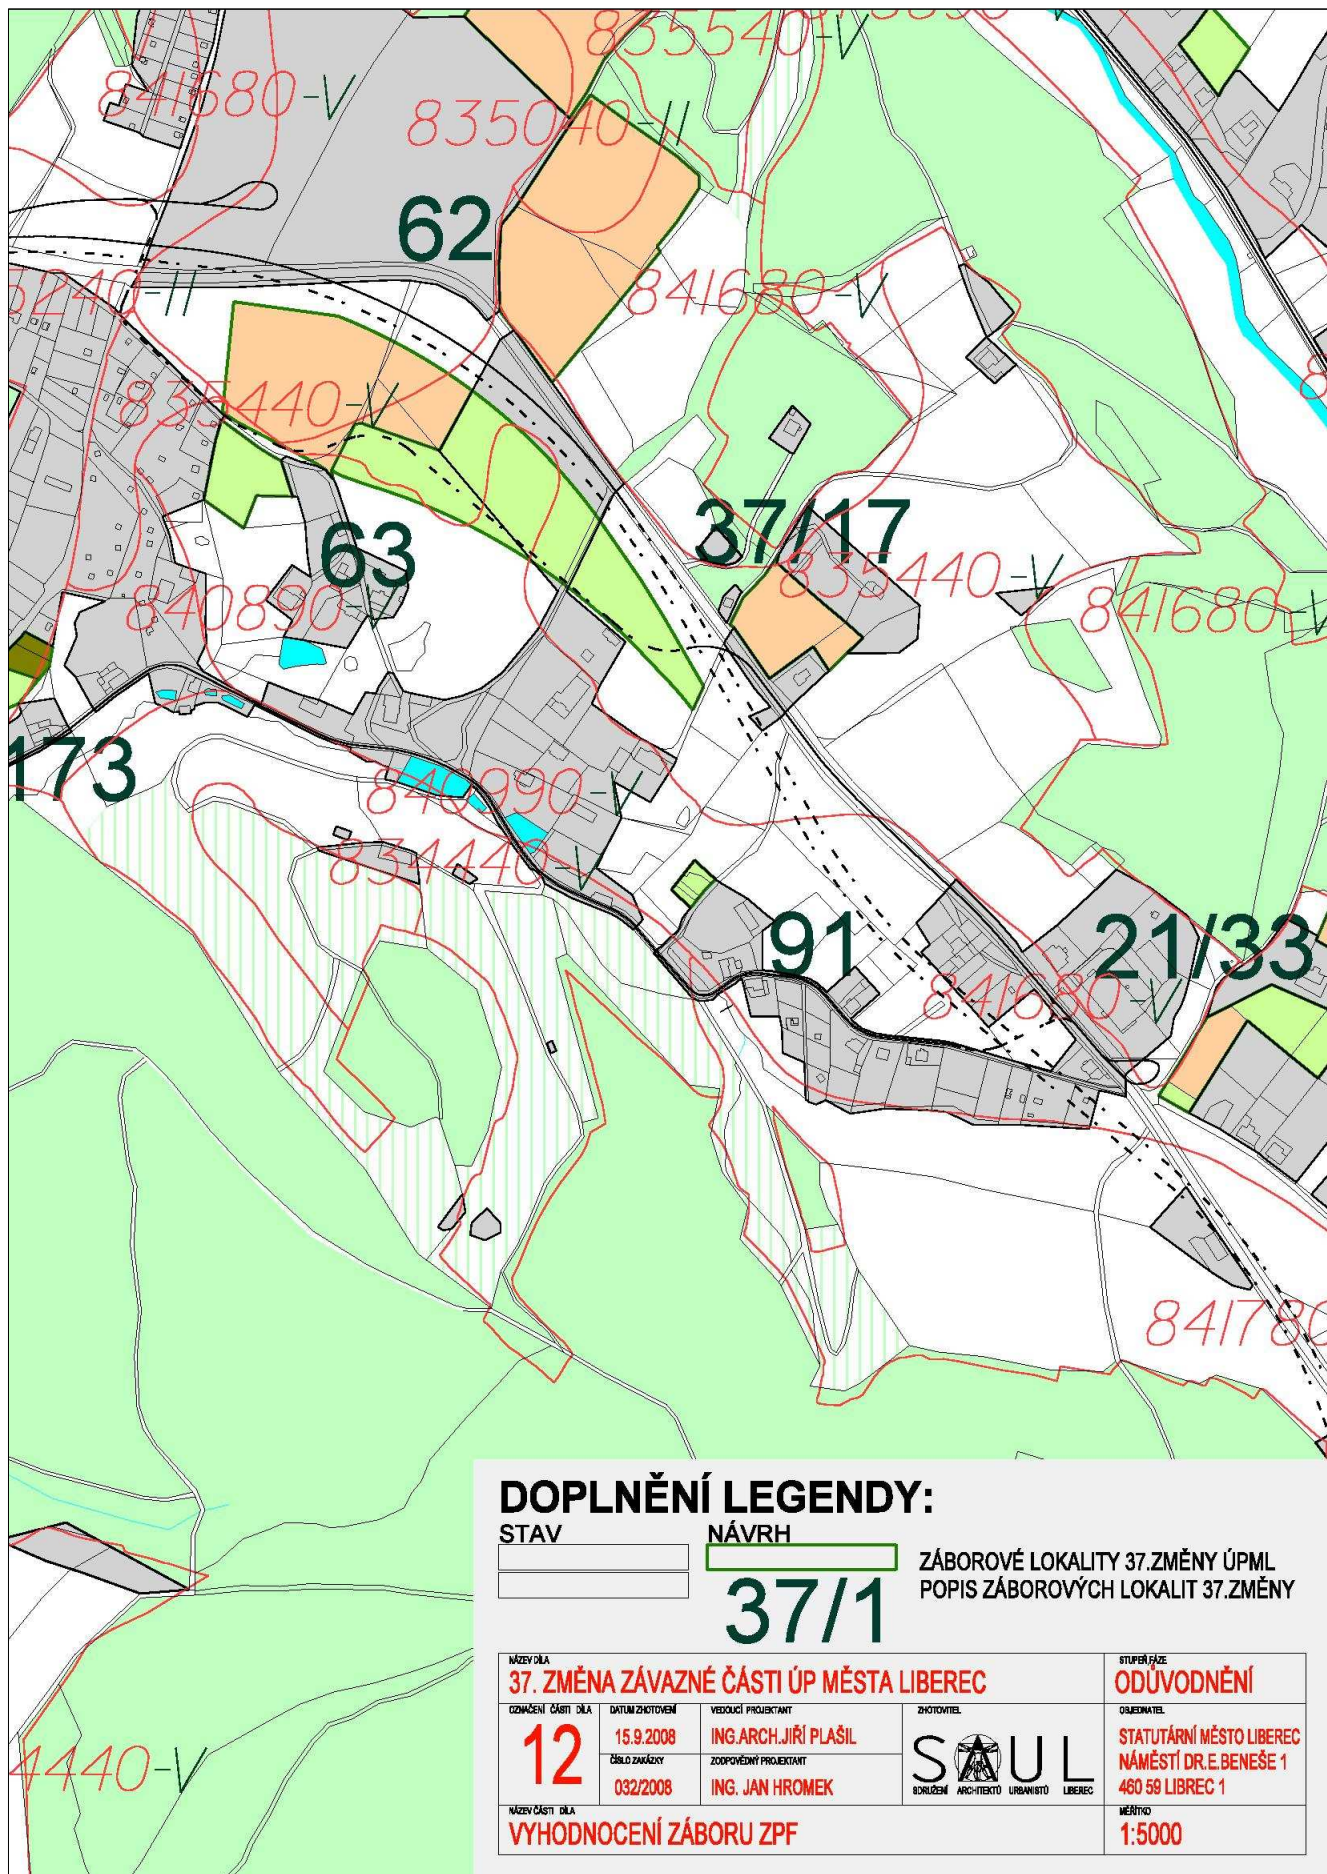 835540-V
841680-V
835040-II
62
841680-V
5240-II
835440-V
37/17
63
835440-V
840890-V
841680-V
173
840990-V
834440-V
91
21/33
841680-V
841780
DOPLNĚNÍ LEGENDY:
STAV NÁVRH
ZÁBOROVÉ LOKALITY 37.ZMĚNY ÚPML
37/1 POPIS ZÁBOROVÝCH LOKALIT 37.ZMĚNY
NÁZEV DÍLA STUPEŇ FÁZE
37. ZMĚNA ZÁVAZNÉ ČÁSTI ÚP MĚSTA LIBEREC ODŮVODNĚNÍ
OZNAČENÍ ČÁSTI DÍLA DATUM ZHOTOVENÍ VEDOUCÍ PROJEKTANT ZHOTOVITEL OBJEDNATEL
12 15.9.2008 ING.ARCH.JIŘÍ PLAŠIL STATUTÁRNÍ MĚSTO LIBEREC
ČÍSLO ZAKÁZKY ZODPOVĚDNÝ PROJEKTANT SAUL NÁMĚSTÍ DR.E.BENEŠE 1
032/2008 ING. JAN HROMEK SDRUŽENÍ ARCHITEKTŮ URBANISTŮ LIBEREC 460 59 LIBREC 1
NÁZEV ČÁSTI DÍLA MĚŘÍTKO
VYHODNOCENÍ ZÁBORU ZPF 1:5000
4440-V